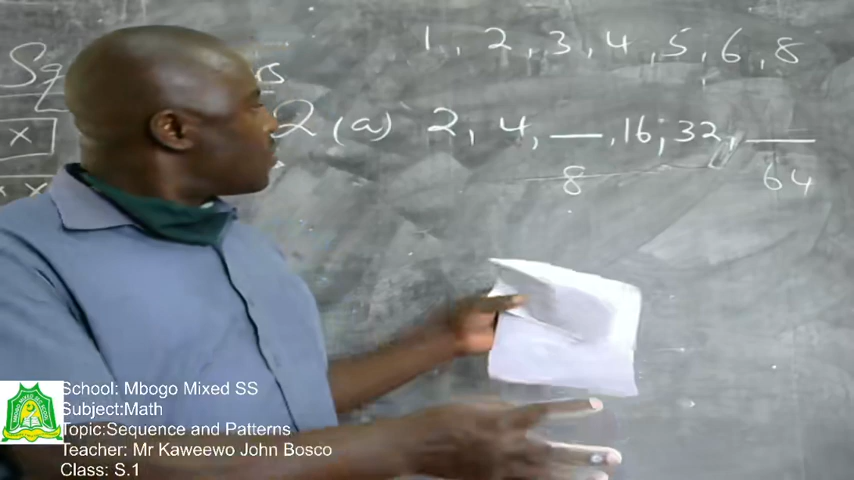 1, 2, 3, 4, 5, 6, 8
2 (a) 2, 4, __, 16, 32, __
8 64
School: Mbogo Mixed SS
Subject:Math
Topic:Sequence and Patterns
Teacher: Mr Kaweewo John Bosco
Class: S.1